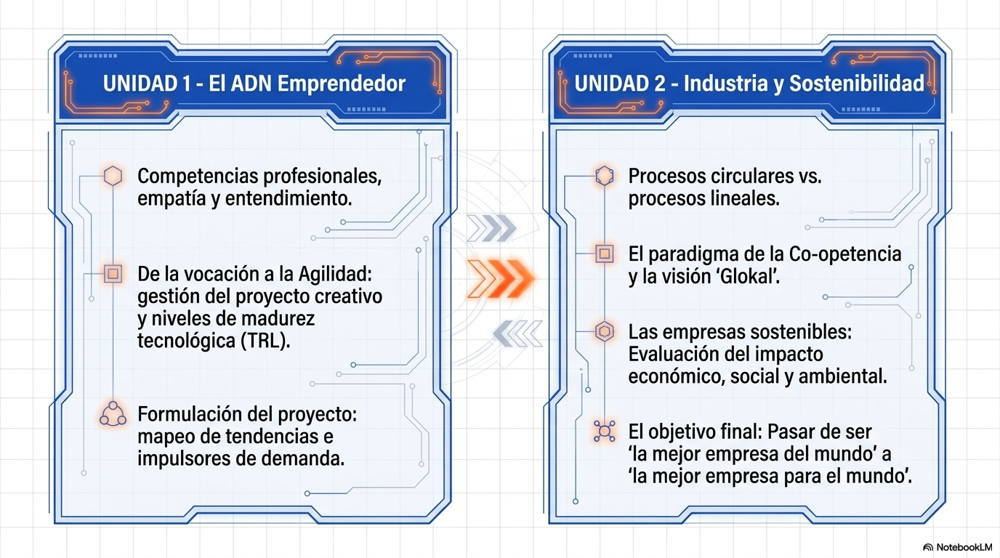 UNIDAD 1 - El ADN Emprendedor
Competencias profesionales,
empatía y entendimiento.
De la vocación a la Agilidad:
gestión del proyecto creativo
y niveles de madurez
tecnológica (TRL).
Formulación del proyecto:
mapeo de tendencias e
impulsores de demanda.
UNIDAD 2 - Industria y Sostenibilidad
Procesos circulares vs.
procesos lineales.
El paradigma de la Co-opetencia
y la visión ‘Glokal’.
Las empresas sostenibles:
Evaluación del impacto
económico, social y ambiental.
El objetivo final: Pasar de ser
‘la mejor empresa del mundo’ a
‘la mejor empresa para el mundo’.
NotebookLM